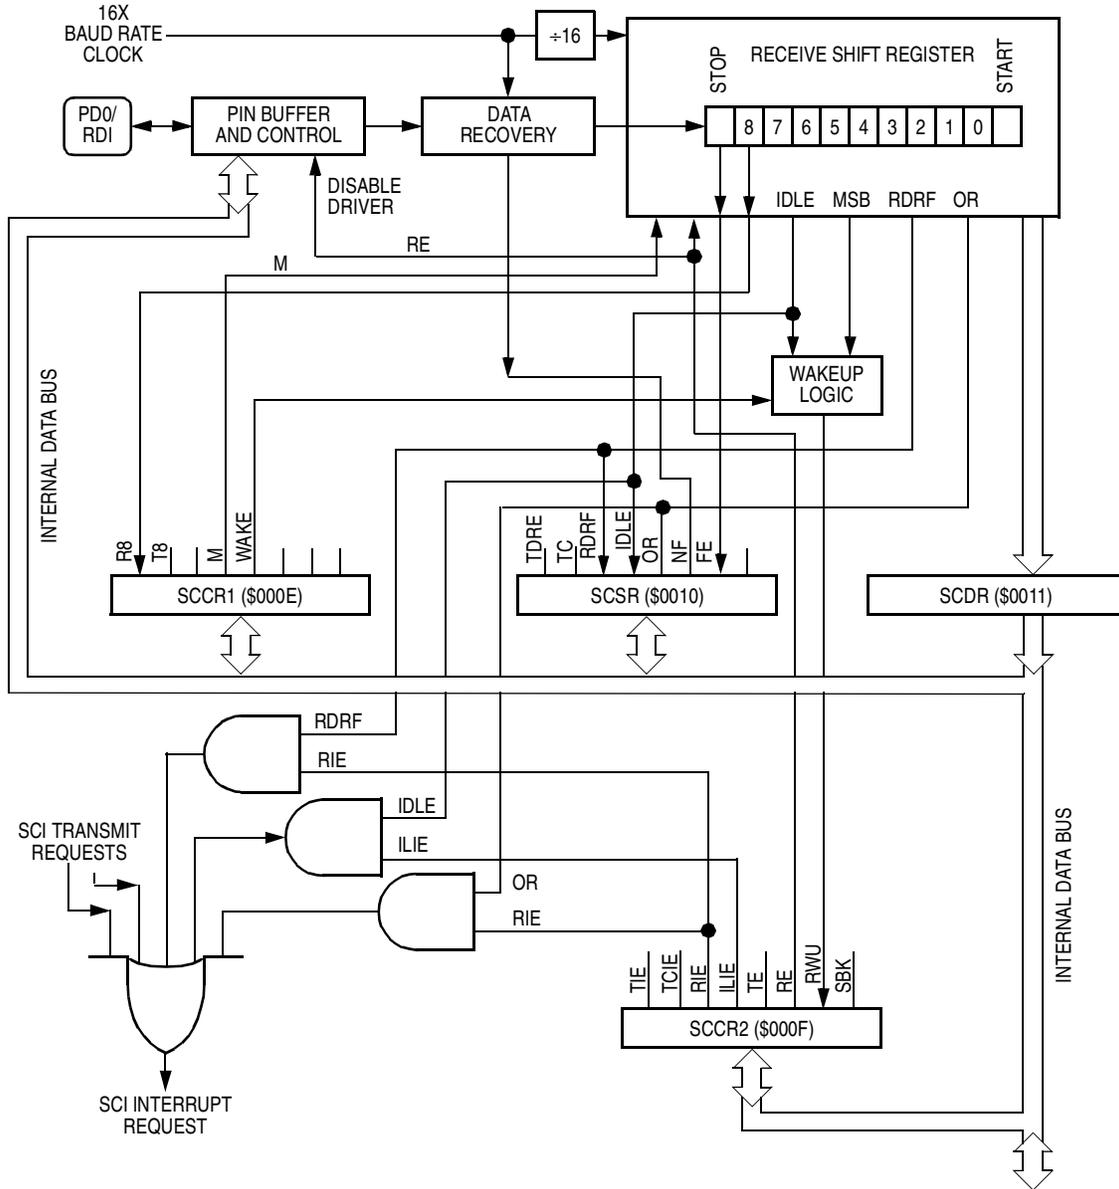 16X
BAUD RATE
CLOCK
÷16
RECEIVE SHIFT REGISTER
STOP
START
8 7 6 5 4 3 2 1 0
PD0/
RDI
PIN BUFFER
AND CONTROL
DATA
RECOVERY
DISABLE
DRIVER
IDLE MSB RDRF OR
RE
M
WAKEUP
LOGIC
INTERNAL DATA BUS
R8
T8
M
WAKE
TDRE
TC
RDRF
IDLE
OR
NF
FE
SCCR1 ($000E)
SCSR ($0010)
SCDR ($0011)
RDRF
RIE
IDLE
ILIE
OR
RIE
SCI TRANSMIT
REQUESTS
INTERNAL DATA BUS
TIE
TCIE
RIE
ILIE
TE
RE
RWU
SBK
SCCR2 ($000F)
SCI INTERRUPT
REQUEST